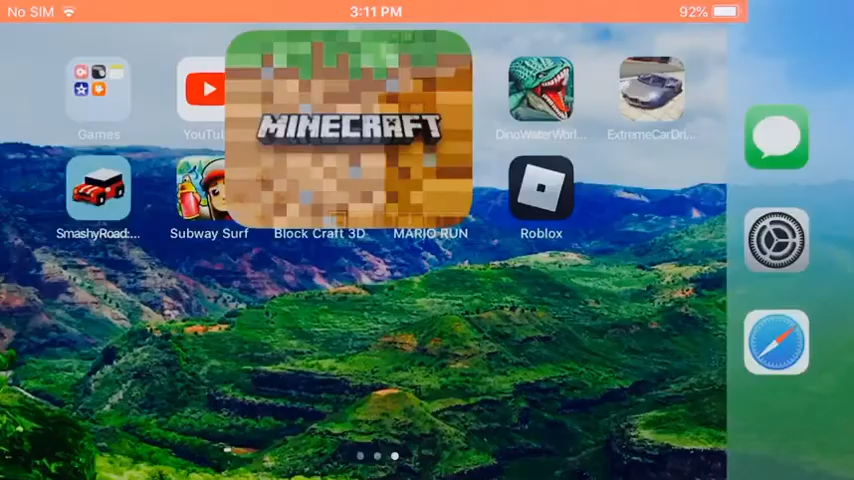 No SIM 3:11 PM 92%
MINECRAFT
Games YouTu DinoWaterWorl... ExtremeCarDri...
SmashyRoad:... Subway Surf Block Craft 3D MARIO RUN Roblox